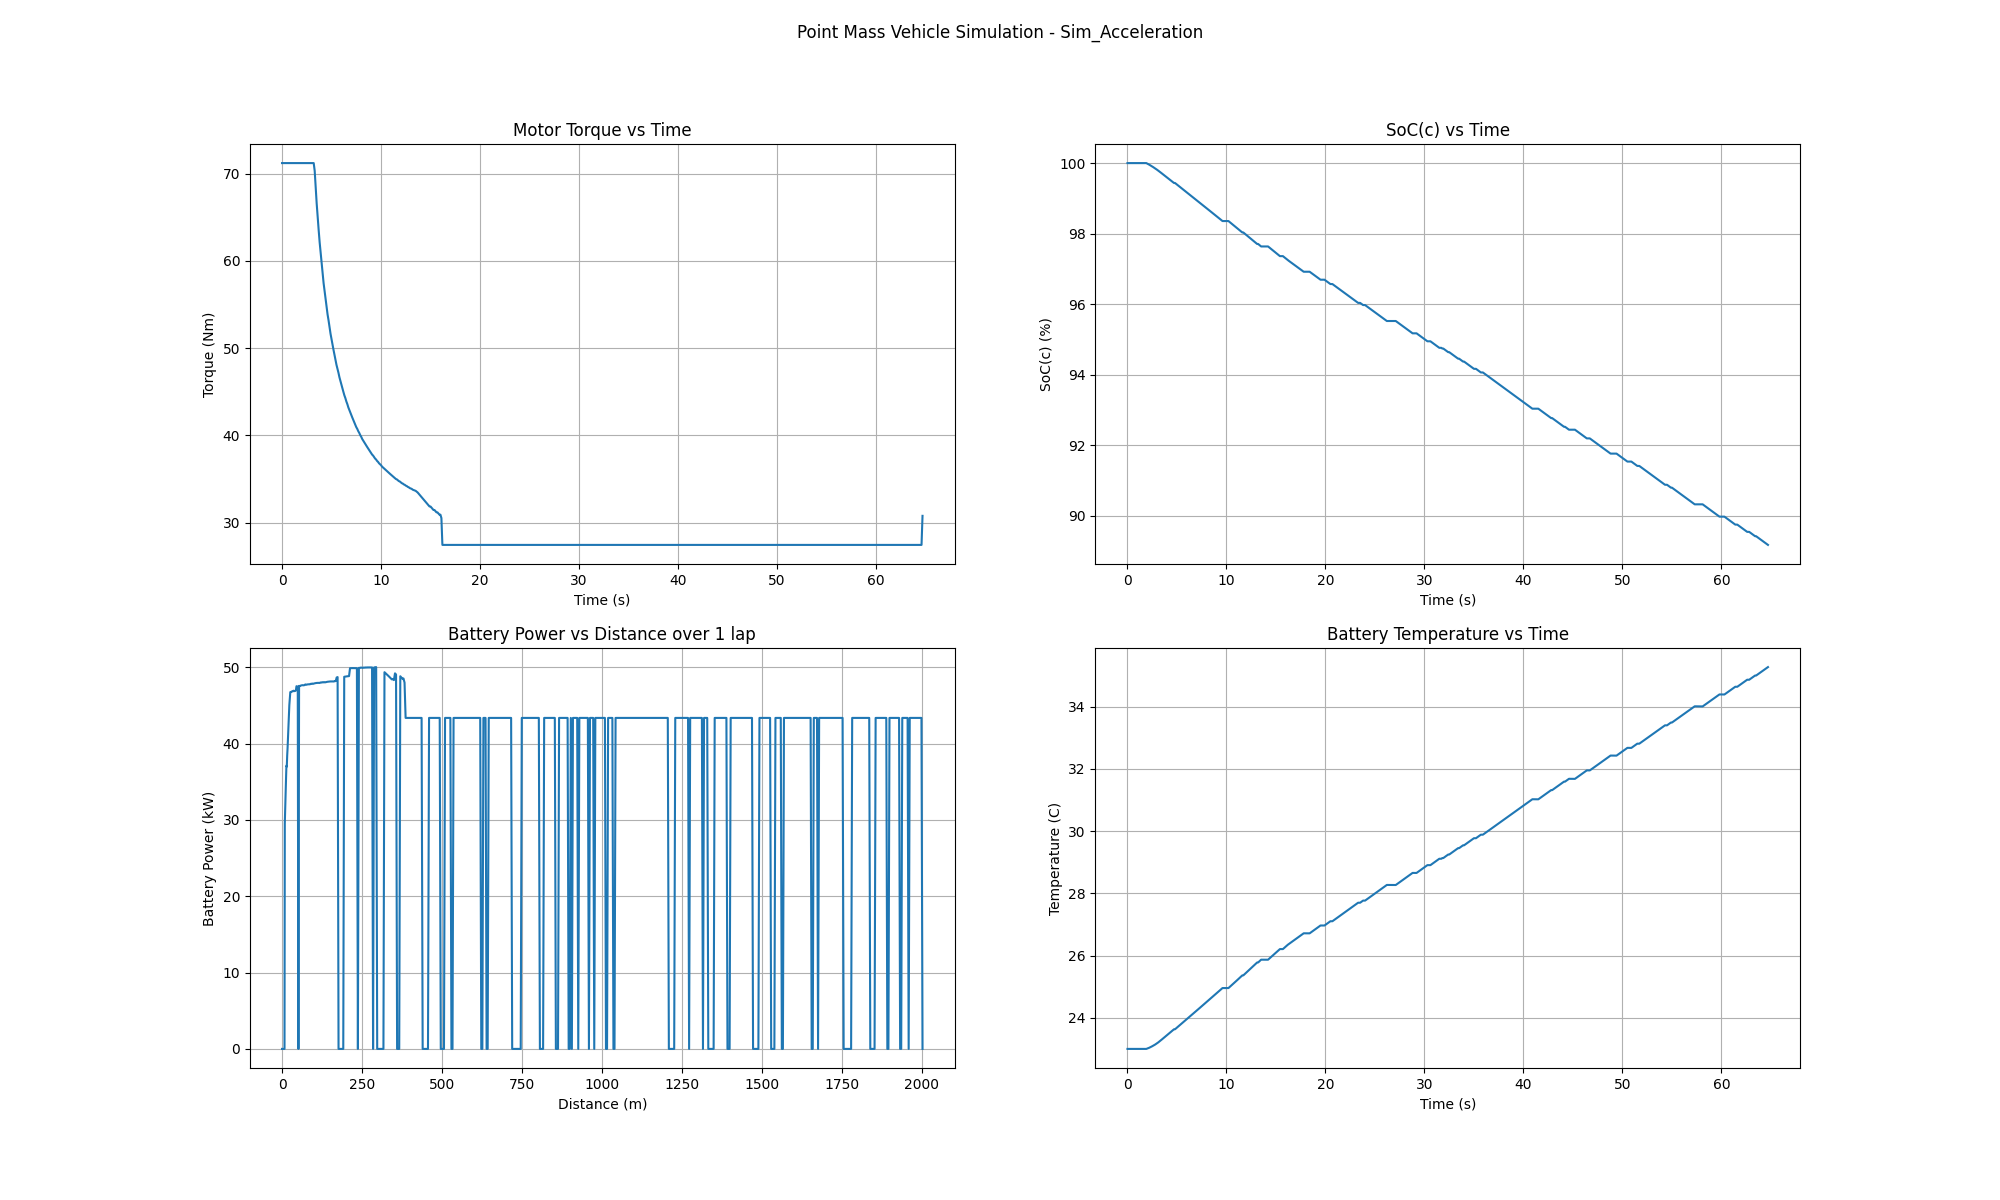 Point Mass Vehicle Simulation - Sim_Acceleration
Motor Torque vs Time
70
60
50
40
30
Torque (Nm)
0 10 20 30 40 50 60
Time (s)
SoC(c) vs Time
100
98
96
94
92
90
SoC(c) (%)
0 10 20 30 40 50 60
Time (s)
Battery Power vs Distance over 1 lap
50
40
30
20
10
0
Battery Power (kW)
0 250 500 750 1000 1250 1500 1750 2000
Distance (m)
Battery Temperature vs Time
34
32
30
28
26
24
Temperature (C)
0 10 20 30 40 50 60
Time (s)